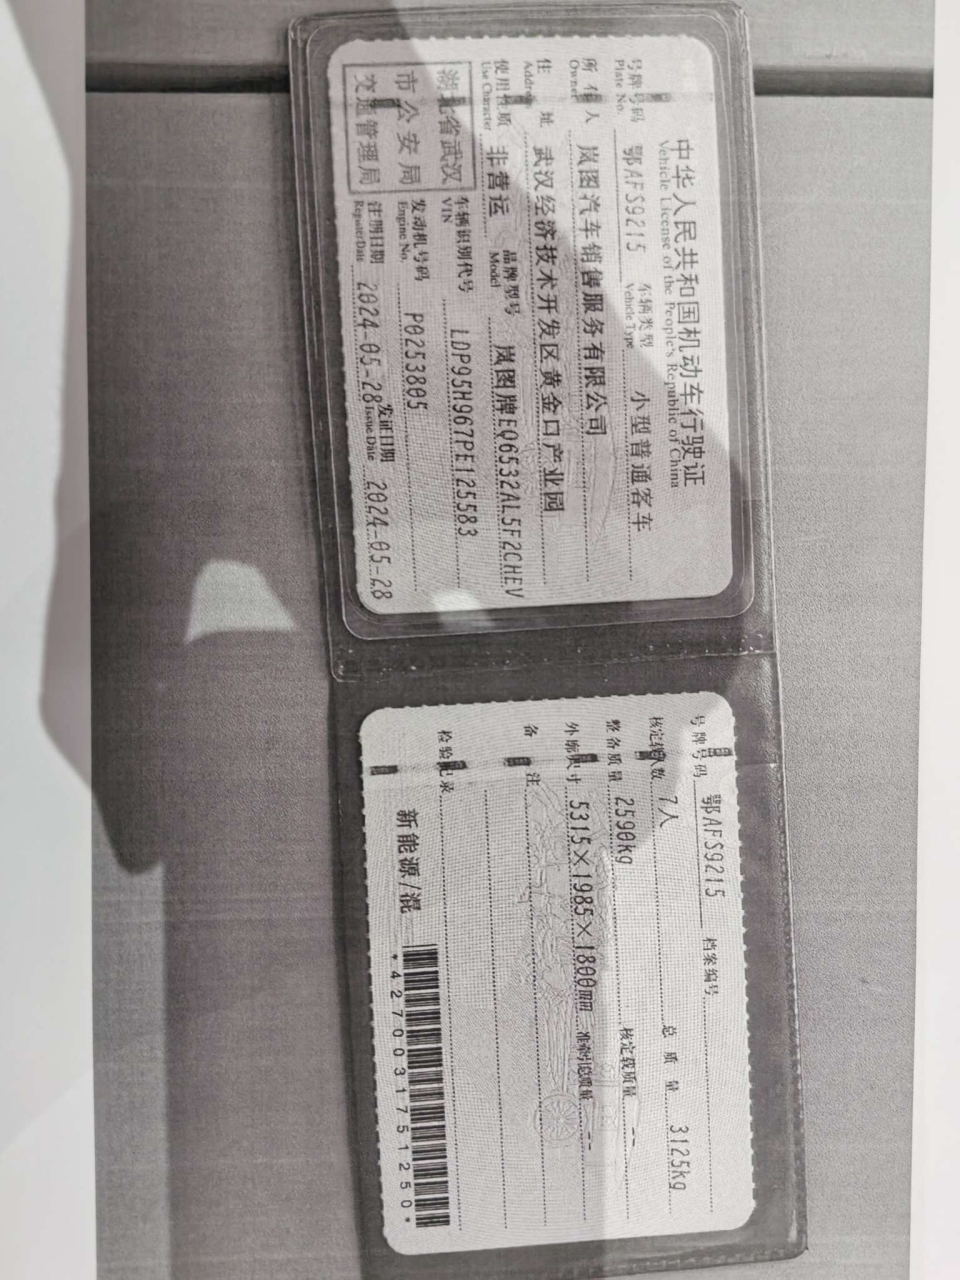 中华人民共和国机动车行驶证
Vehicle License of the People's Republic of China
号牌号码 鄂AFS9215 车辆类型 小型普通客车
Plate No. Vehicle Type
所有人 岚图汽车销售服务有限公司
Owner
住址 武汉经济技术开发区黄金口产业园
Address
使用性质 非营运 品牌型号 岚图牌EQ6532AL5F2CHEV
Use Character Model
湖北省武汉
市公安局
交通管理局
车辆识别代号 LDP95H967PE125583
VIN
发动机号码 P0253805
Engine No.
注册日期 2024-05-28 发证日期 2024-05-28
Register Date Issue Date
号牌号码 鄂AFS9215 档案编号
核定载人数 7人 总质量 3125kg
整备质量 2590kg 核定载质量 --
外廓尺寸 5315×1985×1800mm 准牵引总质量 --
备注
检验记录
新能源/混
*4270031751250*